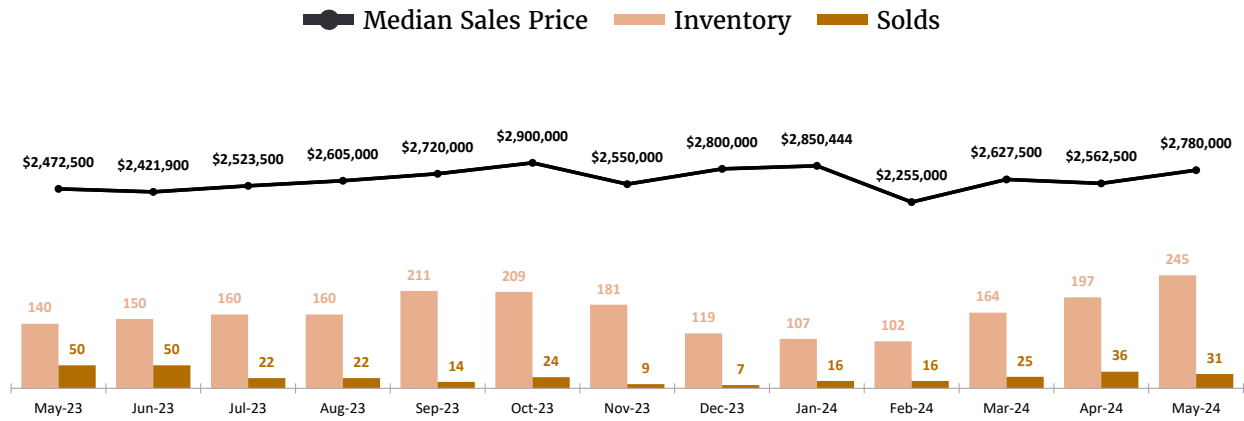 Median Sales Price Inventory Solds
$2,472,500 $2,421,900 $2,523,500 $2,605,000 $2,720,000 $2,900,000 $2,550,000 $2,800,000 $2,850,444 $2,255,000 $2,627,500 $2,562,500 $2,780,000
140 150 160 160 211 209 181 119 107 102 164 197 245
50 50 22 22 14 24 9 7 16 16 25 36 31
May-23 Jun-23 Jul-23 Aug-23 Sep-23 Oct-23 Nov-23 Dec-23 Jan-24 Feb-24 Mar-24 Apr-24 May-24